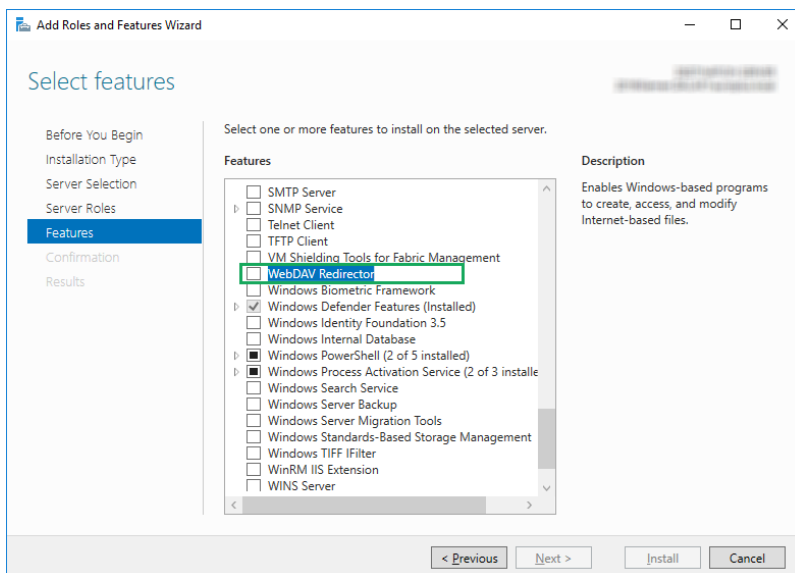 Add Roles and Features Wizard
Select features
Before You Begin
Installation Type
Server Selection
Server Roles
Features
Confirmation
Results
Select one or more features to install on the selected server.
Features
SMTP Server
SNMP Service
Telnet Client
TFTP Client
VM Shielding Tools for Fabric Management
WebDAV Redirector
Windows Biometric Framework
Windows Defender Features (Installed)
Windows Identity Foundation 3.5
Windows Internal Database
Windows PowerShell (2 of 5 installed)
Windows Process Activation Service (2 of 3 installe
Windows Search Service
Windows Server Backup
Windows Server Migration Tools
Windows Standards-Based Storage Management
Windows TIFF IFilter
WinRM IIS Extension
WINS Server
Description
Enables Windows-based programs
to create, access, and modify
Internet-based files.
< Previous
Next >
Install
Cancel